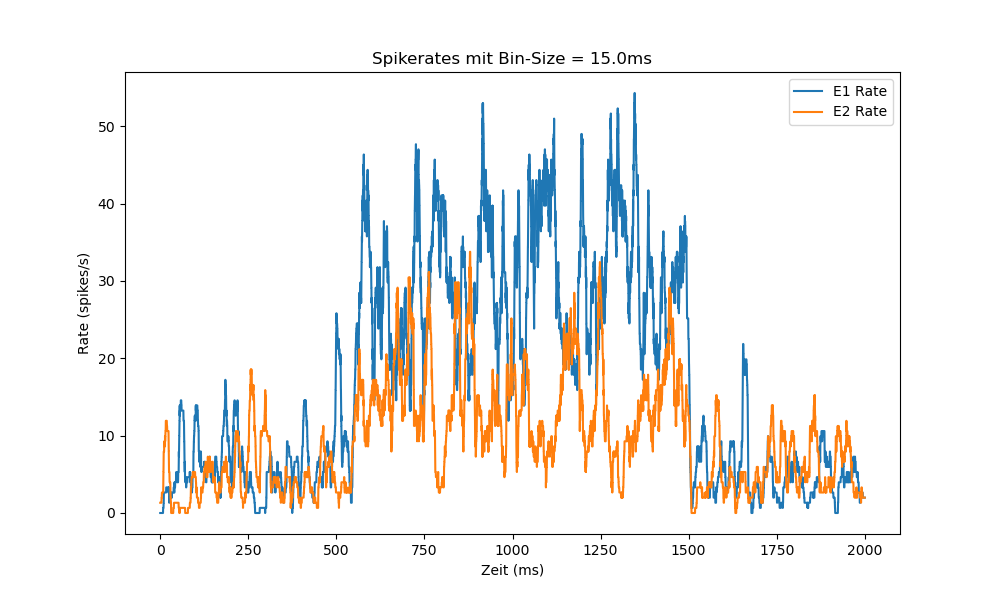 Spikerates mit Bin-Size = 15.0ms
E1 Rate
E2 Rate
50
40
30
20
10
0
Rate (spikes/s)
0 250 500 750 1000 1250 1500 1750 2000
Zeit (ms)